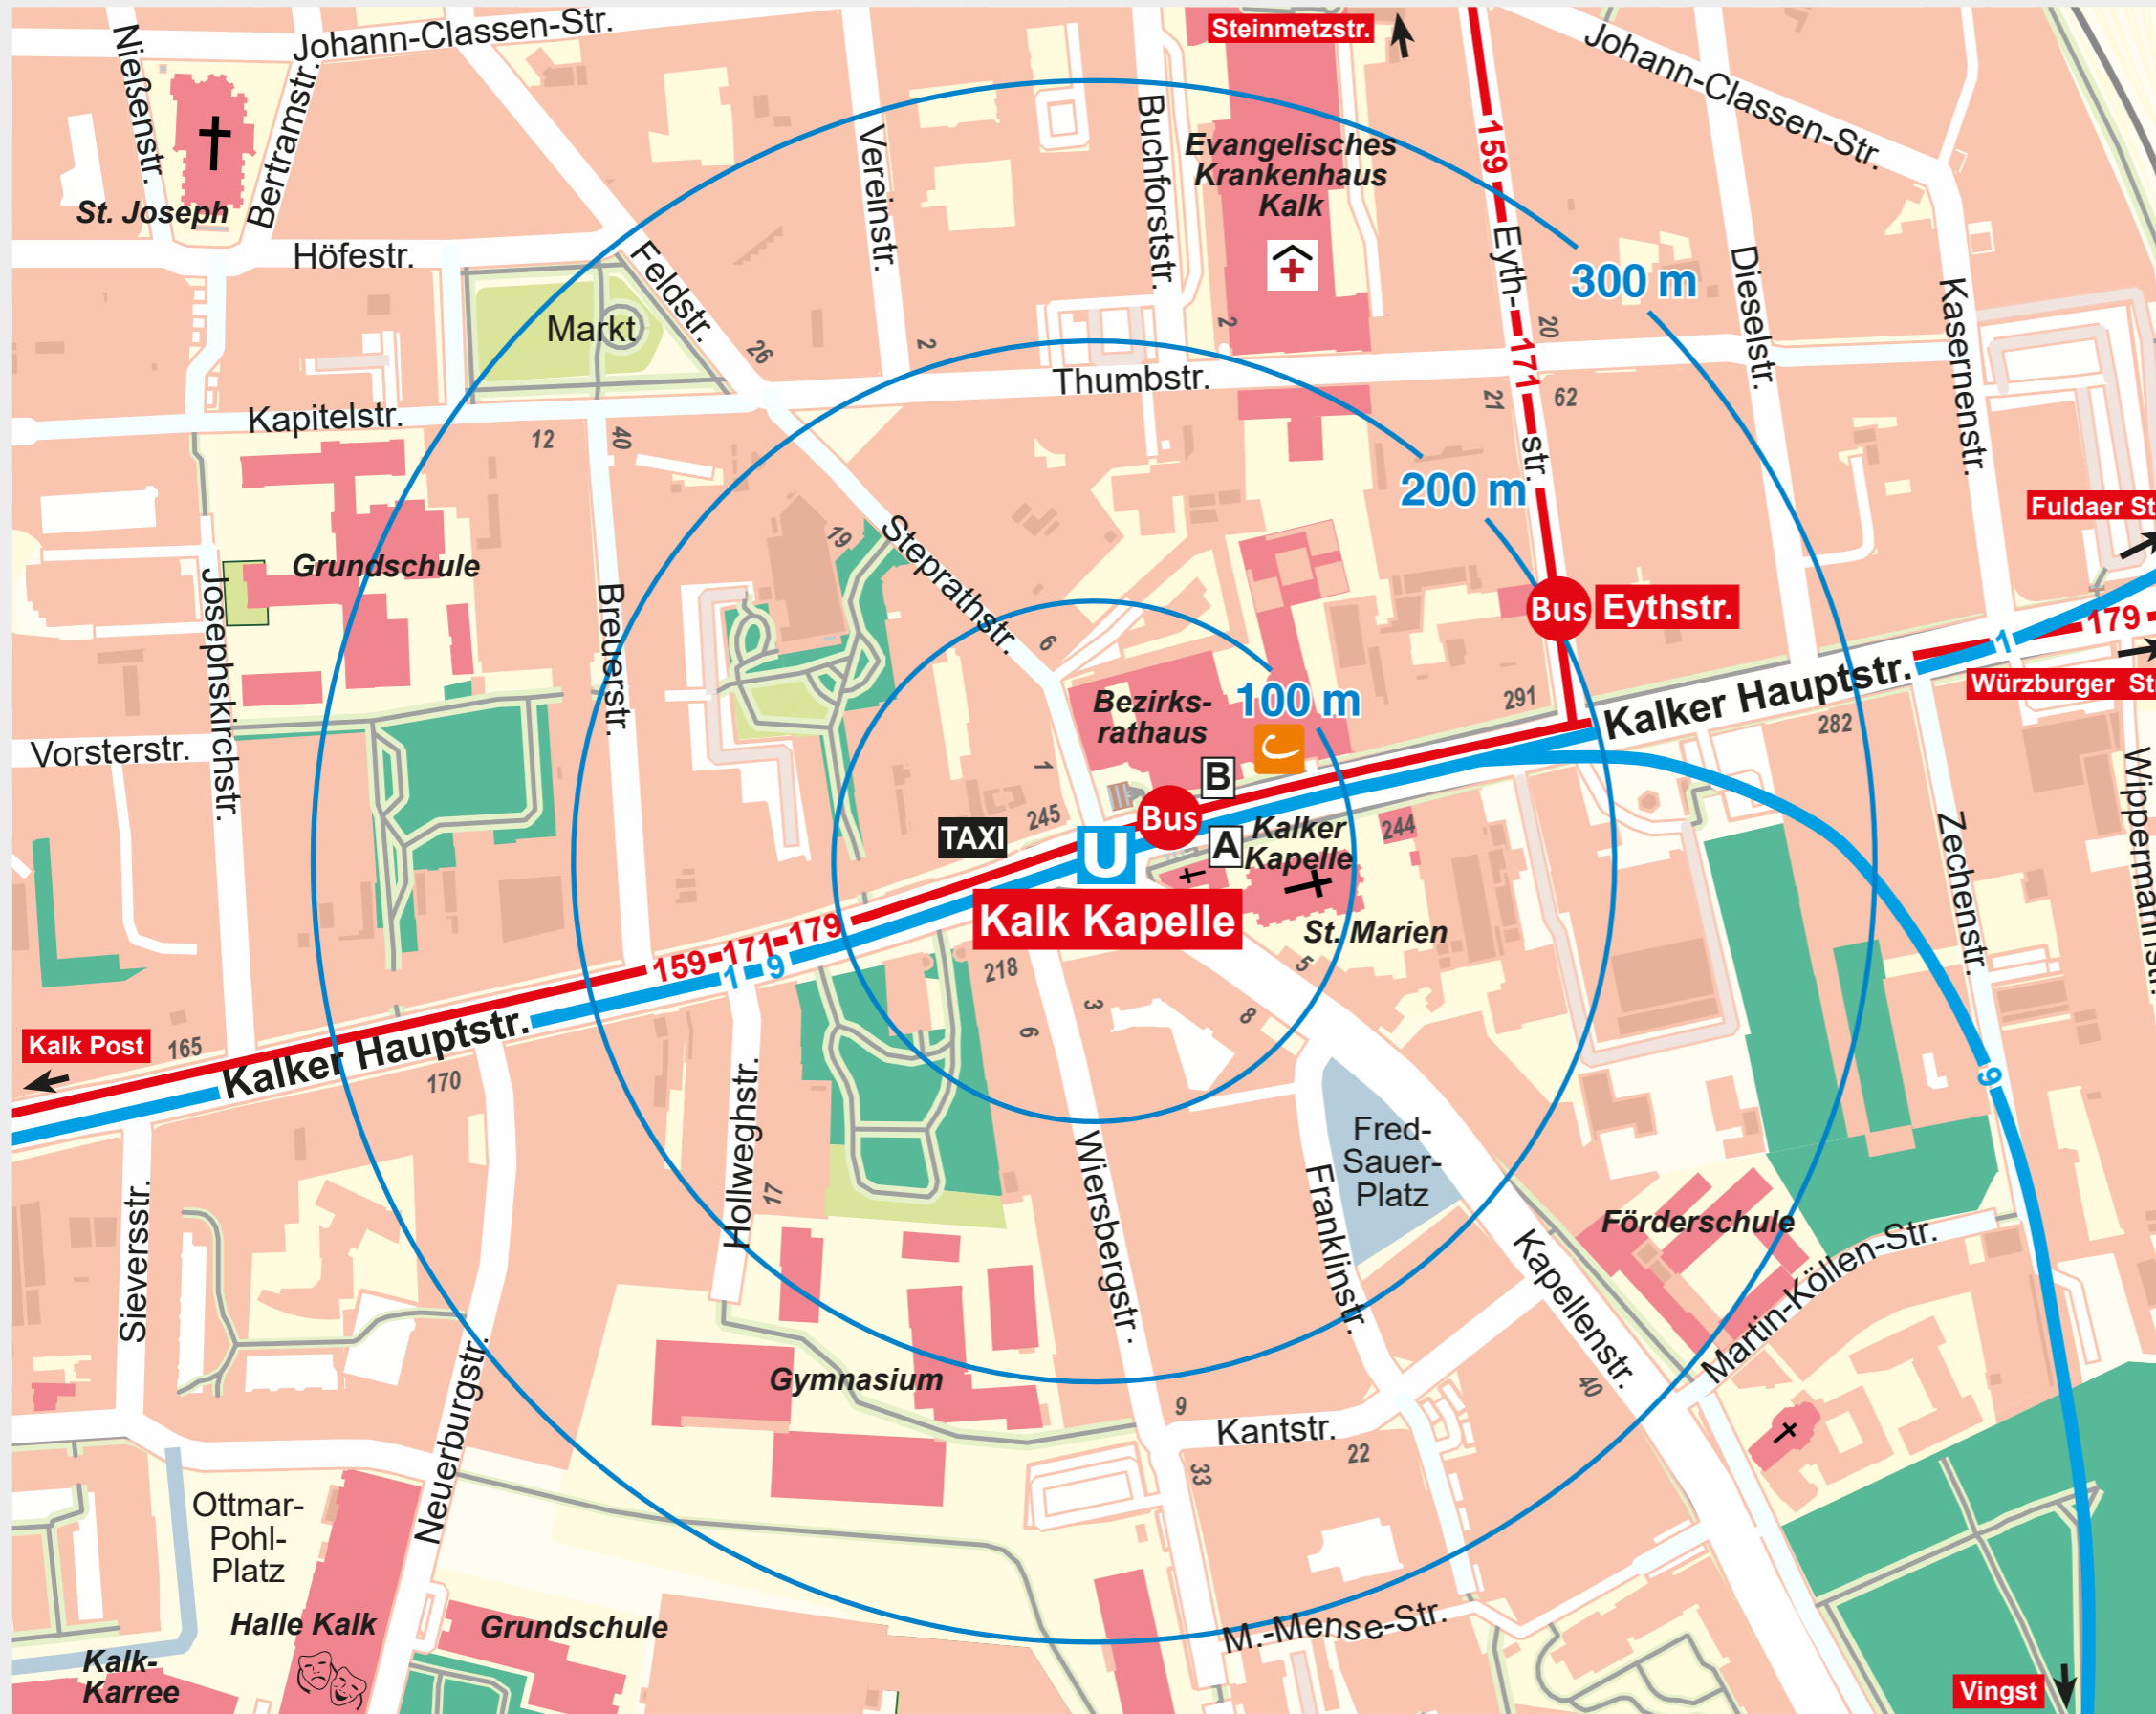 Steinmetzstr.
Johann-Classen-Str.
Johann-Classen-Str.
Nießenstr.
Bertramstr.
St. Joseph
Höfestr.
Feldstr.
Vereinstr.
Buchforststr.
Evangelisches
Krankenhaus
Kalk
159
Eyth-
171
str.
300 m
Dieselstr.
Kasernenstr.
Markt
26
2
2
20
Thumbstr.
21
62
Kapitelstr.
12
40
200 m
Fuldaer St
19
Steprathstr.
Grundschule
Josephskirchstr.
Breuerstr.
Bus
Eythstr.
1
179
Würzburger Str
6
Bezirks-
rathaus
100 m
291
Kalker Hauptstr.
282
Vorsterstr.
1
B
245
Bus
TAXI
U
A
Kalker
Kapelle
244
Kalk Kapelle
St. Marien
Zechenstr.
Wippermannstr.
159-171-179
1 9
218
5
3
6
8
Kalk Post
165
Kalker Hauptstr.
170
9
Hollweghstr.
17
Wiersbergstr.
Fred-
Sauer-
Platz
Franklinstr.
Förderschule
Kapellenstr.
Martin-Köllen-Str.
Sieversstr.
Neuerburgstr.
Gymnasium
9
Kantstr.
22
33
40
Ottmar-
Pohl-
Platz
Halle Kalk
Grundschule
M.-Mense-Str.
Kalk-
Karree
Vingst